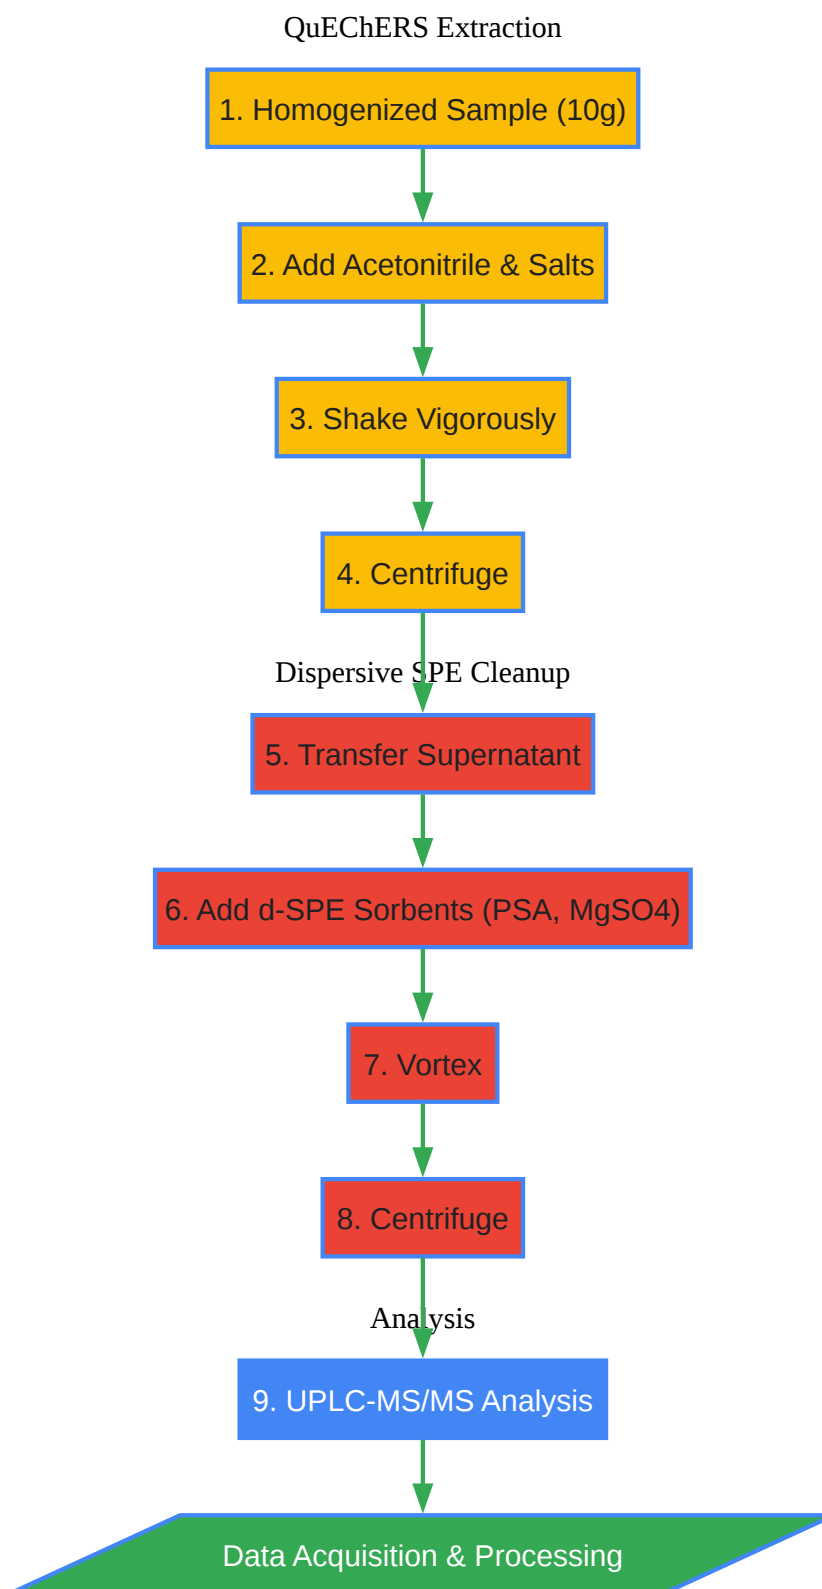 QuEChERS Extraction
1. Homogenized Sample (10g)
2. Add Acetonitrile & Salts
3. Shake Vigorously
4. Centrifuge
Dispersive SPE Cleanup
5. Transfer Supernatant
6. Add d-SPE Sorbents (PSA, MgSO4)
7. Vortex
8. Centrifuge
Analysis
9. UPLC-MS/MS Analysis
Data Acquisition & Processing